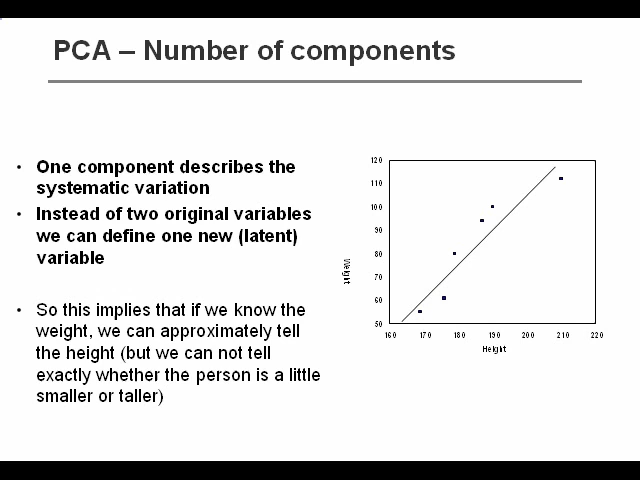 PCA – Number of components
• One component describes the
systematic variation
• Instead of two original variables
we can define one new (latent)
variable
• So this implies that if we know the
weight, we can approximately tell
the height (but we can not tell
exactly whether the person is a little
smaller or taller)
120
110
100
90
80
70
60
50
Weight
160 170 180 190 200 210 220
Height